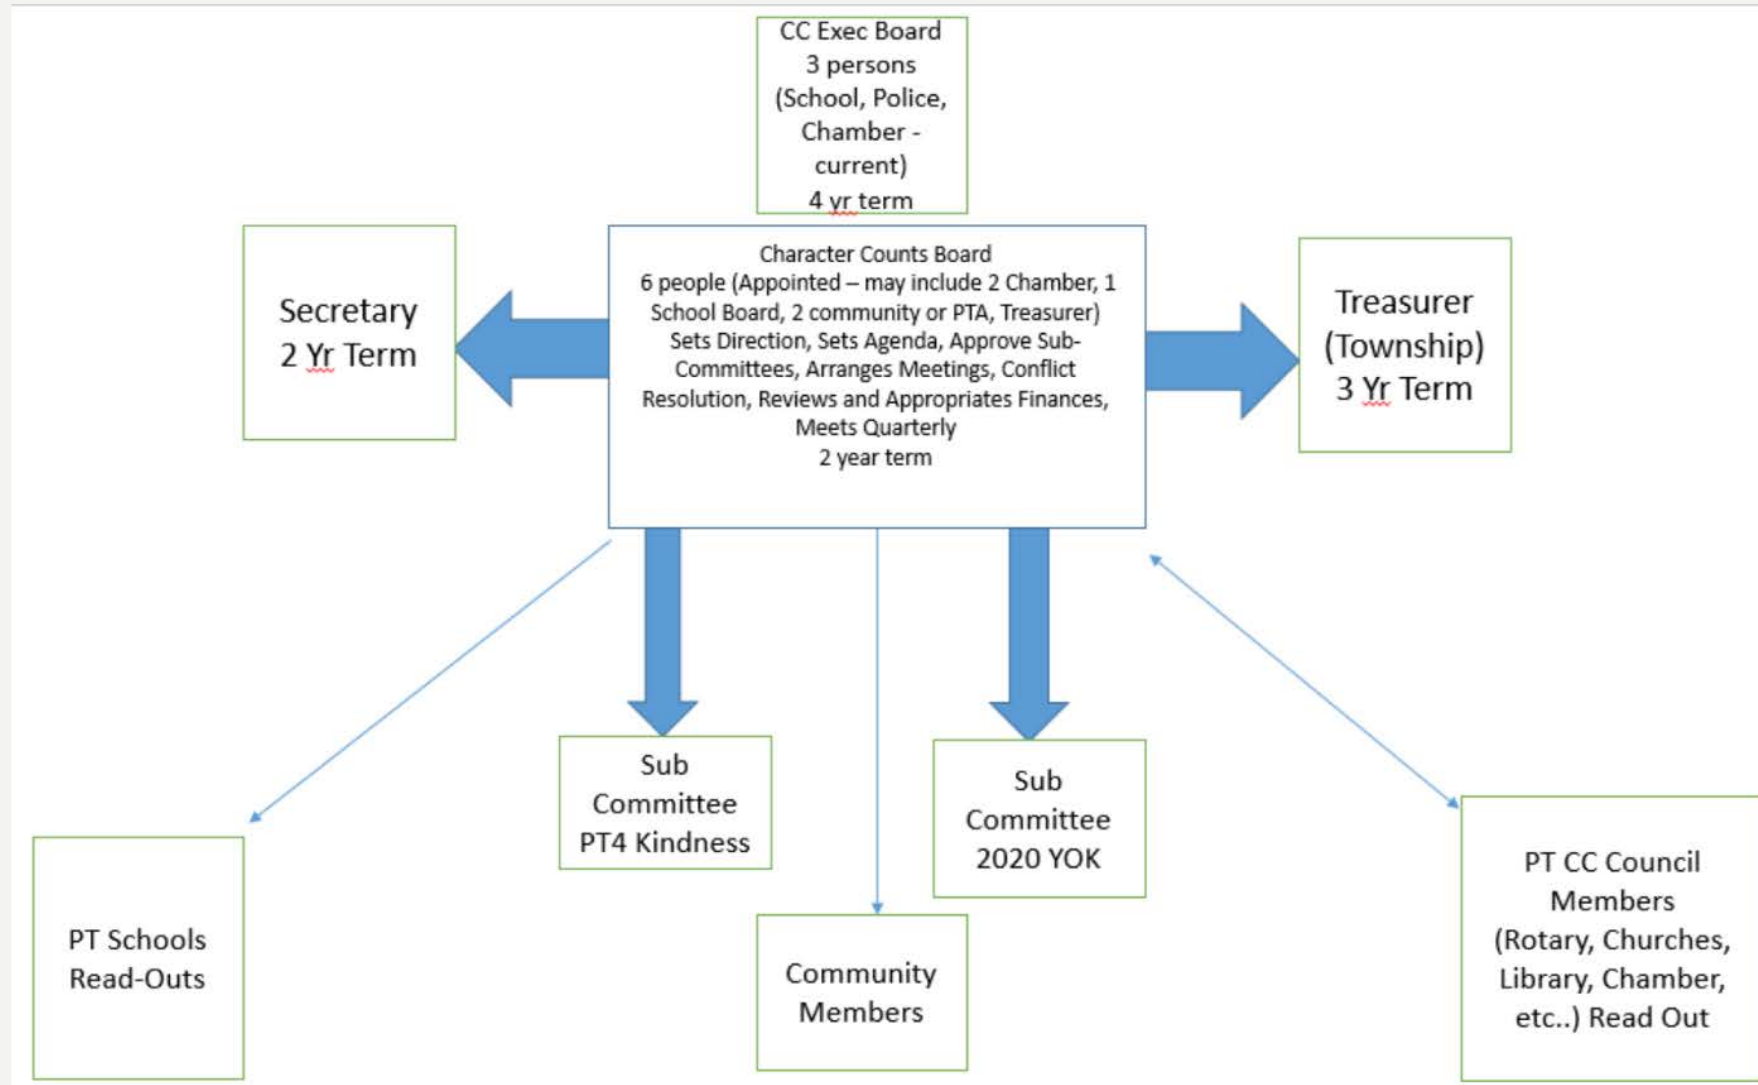 CC Exec Board
3 persons
(School, Police,
Chamber -
current)
4 yr term
Secretary
2 Yr Term
Character Counts Board
6 people (Appointed – may include 2 Chamber, 1
School Board, 2 community or PTA, Treasurer)
Sets Direction, Sets Agenda, Approve Sub-
Committees, Arranges Meetings, Conflict
Resolution, Reviews and Appropriates Finances,
Meets Quarterly
2 year term
Treasurer
(Township)
3 Yr Term
Sub
Committee
PT4 Kindness
Sub
Committee
2020 YOK
PT Schools
Read-Outs
Community
Members
PT CC Council
Members
(Rotary, Churches,
Library, Chamber,
etc..) Read Out